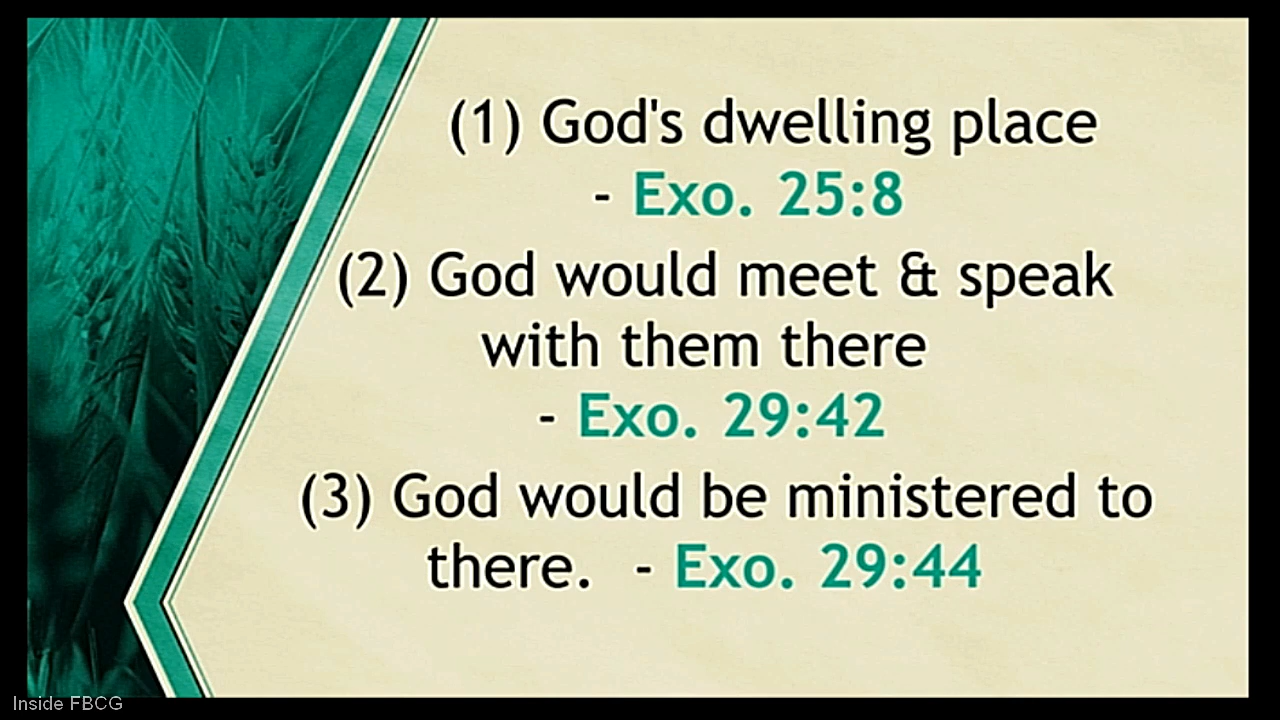 (1) God's dwelling place
- Exo. 25:8
(2) God would meet & speak
with them there
- Exo. 29:42
(3) God would be ministered to
there.  - Exo. 29:44
Inside FBCG